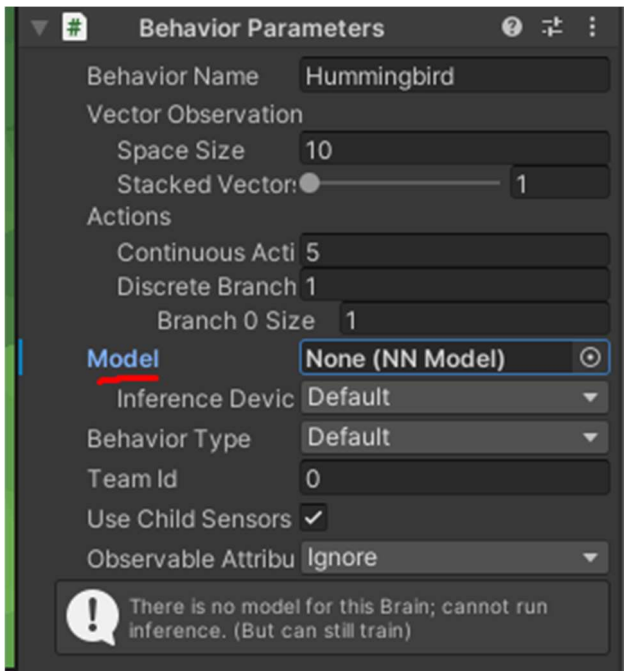 # Behavior Parameters
Behavior Name Hummingbird
Vector Observation
Space Size 10
Stacked Vector: 1
Actions
Continuous Acti 5
Discrete Branch 1
Branch 0 Size 1
Model None (NN Model)
Inference Devic Default
Behavior Type Default
Team Id 0
Use Child Sensors
Observable Attribu Ignore
There is no model for this Brain; cannot run
inference. (But can still train)